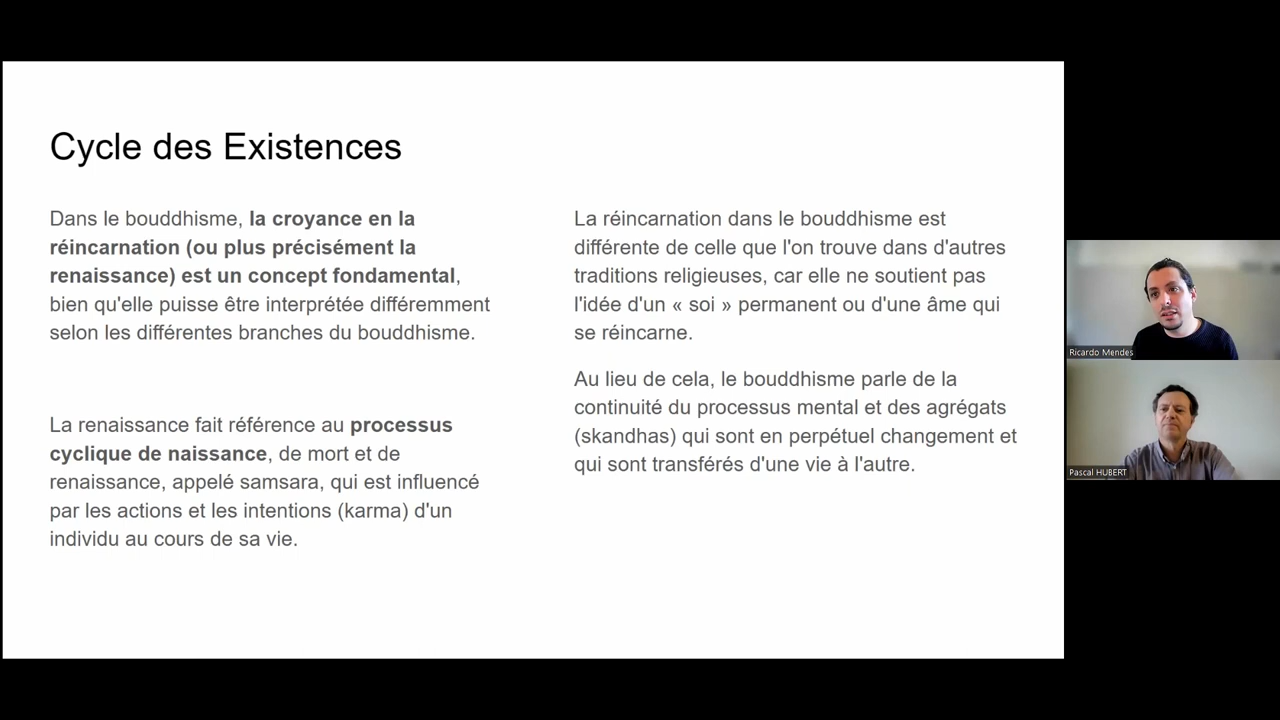 Cycle des Existences
Dans le bouddhisme, la croyance en la
réincarnation (ou plus précisément la
renaissance) est un concept fondamental,
bien qu'elle puisse être interprétée différemment
selon les différentes branches du bouddhisme.
La renaissance fait référence au processus
cyclique de naissance, de mort et de
renaissance, appelé samsara, qui est influencé
par les actions et les intentions (karma) d'un
individu au cours de sa vie.
La réincarnation dans le bouddhisme est
différente de celle que l'on trouve dans d'autres
traditions religieuses, car elle ne soutient pas
l'idée d'un « soi » permanent ou d'une âme qui
se réincarne.
Au lieu de cela, le bouddhisme parle de la
continuité du processus mental et des agrégats
(skandhas) qui sont en perpétuel changement et
qui sont transférés d'une vie à l'autre.
Ricardo Mendes
Pascal HUBERT